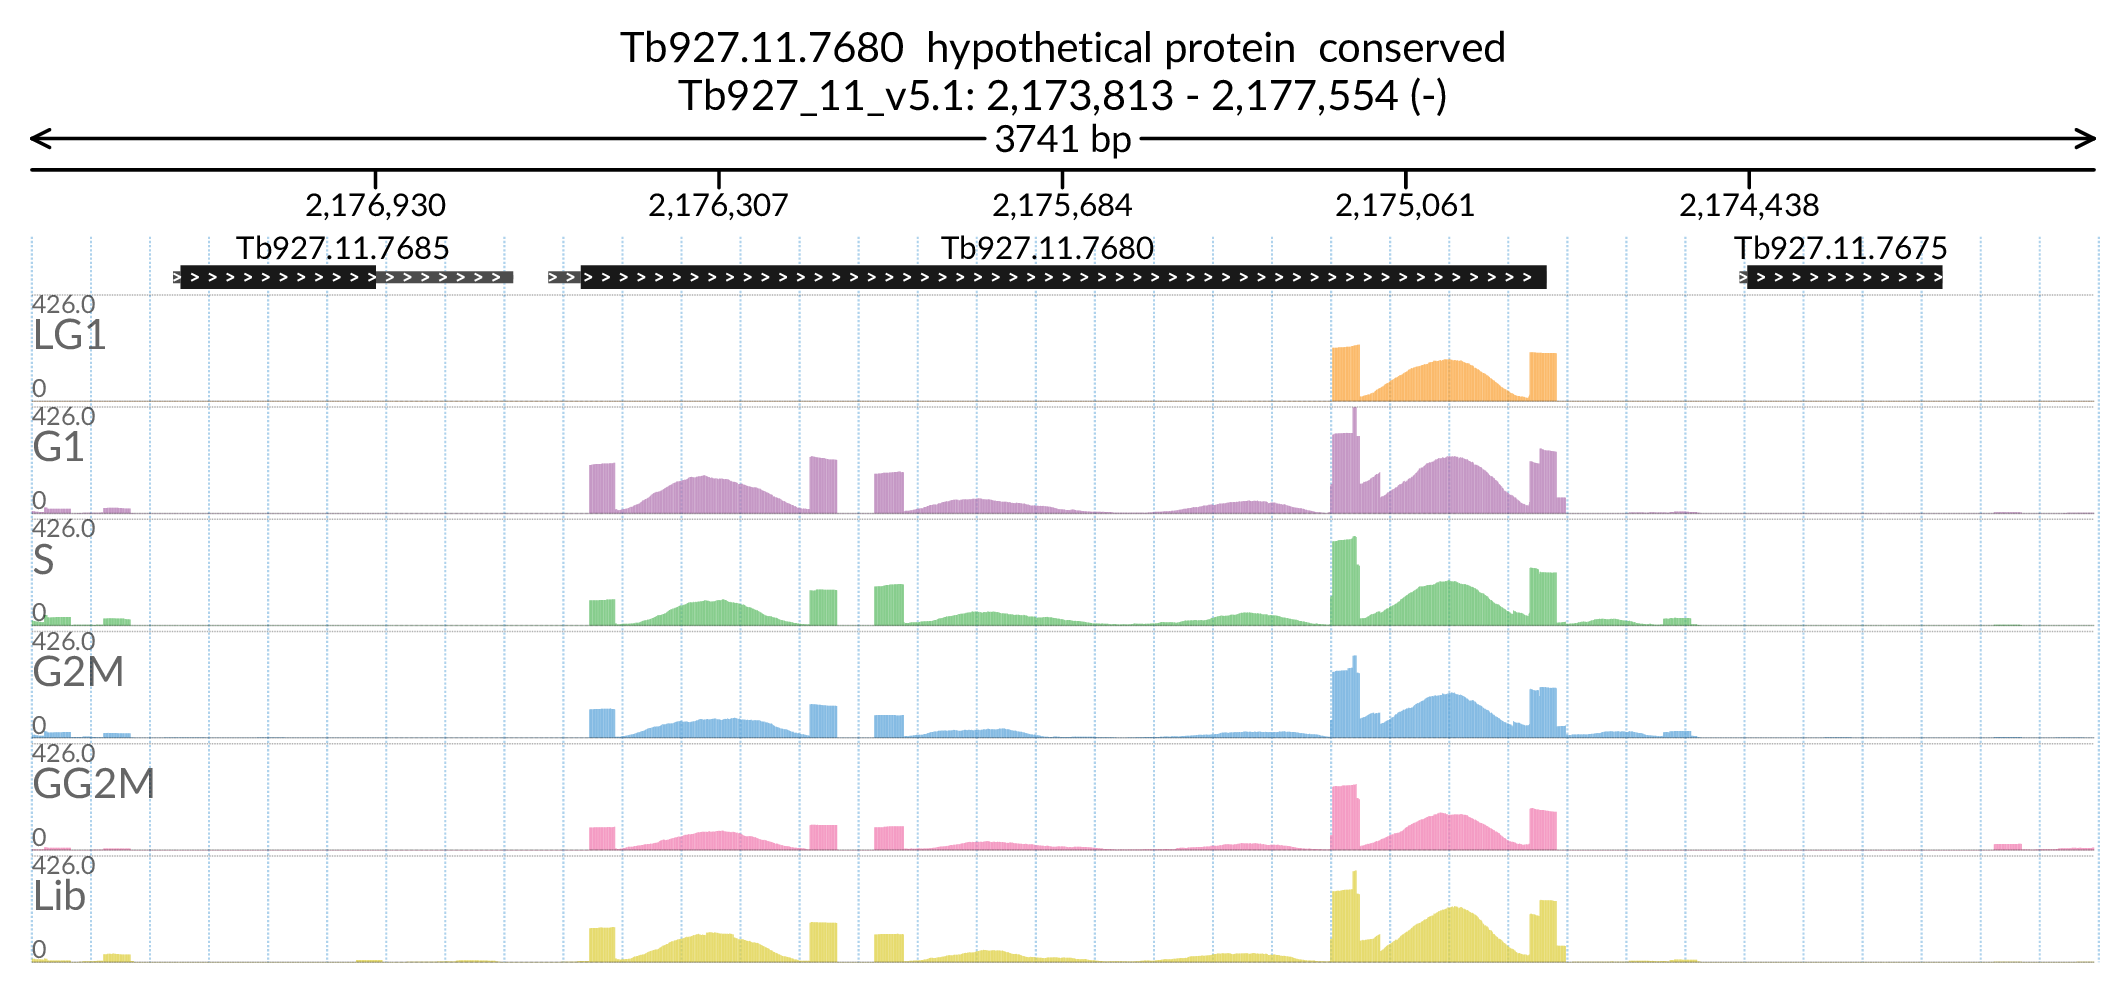 Tb927.11.7680  hypothetical protein  conserved
Tb927_11_v5.1: 2,173,813 - 2,177,554 (-)
3741 bp
2,176,930 2,176,307 2,175,684 2,175,061 2,174,438
Tb927.11.7685 Tb927.11.7680 Tb927.11.7675
426.0
LG1
0
426.0
G1
0
426.0
S
0
426.0
G2M
0
426.0
GG2M
0
426.0
Lib
0